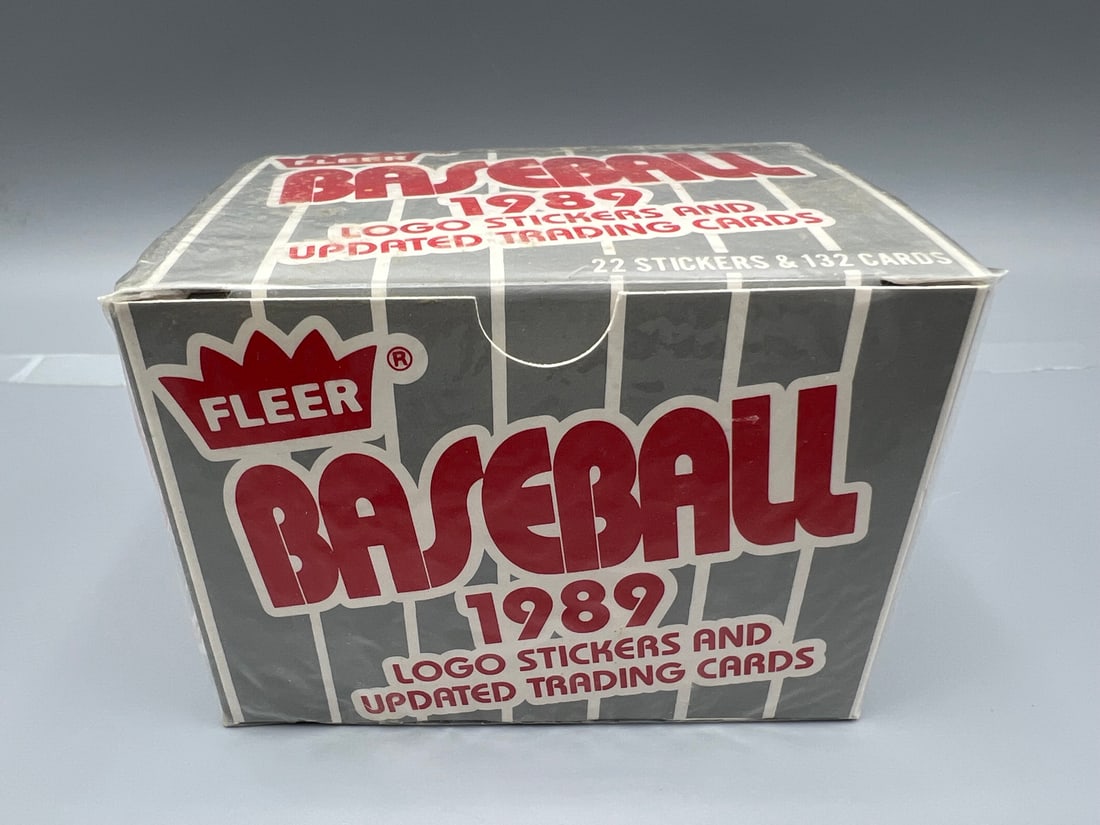 FLEER
BASEBALL
1989
LOGO STICKERS AND
UPDATED TRADING CARDS
22 STICKERS & 132 CARDS
FLEER ®
BASEBALL
1989
LOGO STICKERS AND
UPDATED TRADING CARDS